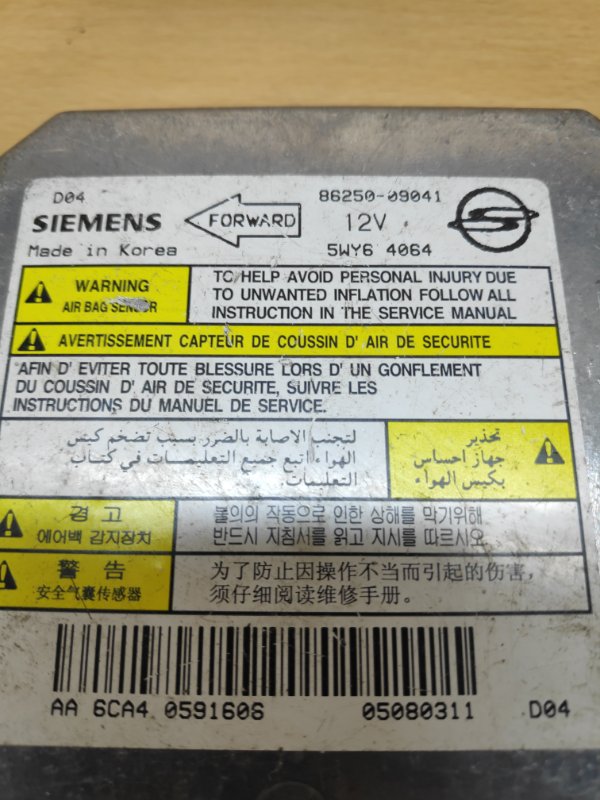 D04
86250-09041
SIEMENS
FORWARD
12V
Made in Korea
5WY6 4064
WARNING
AIR BAG SENSOR
TO HELP AVOID PERSONAL INJURY DUE
TO UNWANTED INFLATION FOLLOW ALL
INSTRUCTION IN THE SERVICE MANUAL
AVERTISSEMENT CAPTEUR DE COUSSIN D' AIR DE SECURITE
AFIN D' EVITER TOUTE BLESSURE LORS D' UN GONFLEMENT
DU COUSSIN D' AIR DE SECURITE, SUIVRE LES
INSTRUCTIONS DU MANUEL DE SERVICE.
تحذير
جهاز احساس
بكيس الهواء
لتجنب الاصابة بالضرر بسبب تضخم كيس
الهواء اتبع جميع التعليمات في كتاب
التعليمات
경 고
에어백 감지장치
불의의 작동으로 인한 상해를 막기위해
반드시 지침서를 읽고 지시를 따르시오
警 告
安全气囊传感器
为了防止因操作不当而引起的伤害，
须仔细阅读维修手册。
AA 6CA4 059160S
05080311
D04